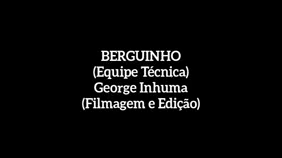 BERGUINHO
(Equipe Técnica)
George Inhuma
(Filmagem e Edição)